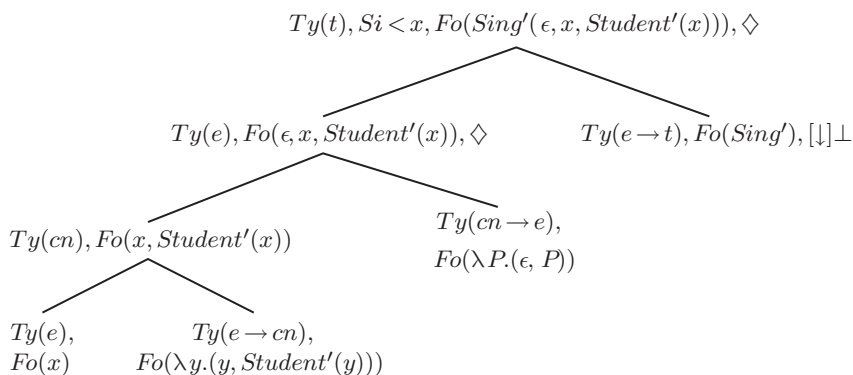 Ty(t), Si < x, Fo(Sing′(ϵ, x, Student′(x))), ◇
Ty(e), Fo(ϵ, x, Student′(x)), ◇
Ty(e → t), Fo(Sing′), [↓]⊥
Ty(cn), Fo(x, Student′(x))
Ty(cn → e),
Fo(λP.(ϵ, P))
Ty(e),
Fo(x)
Ty(e → cn),
Fo(λy.(y, Student′(y)))